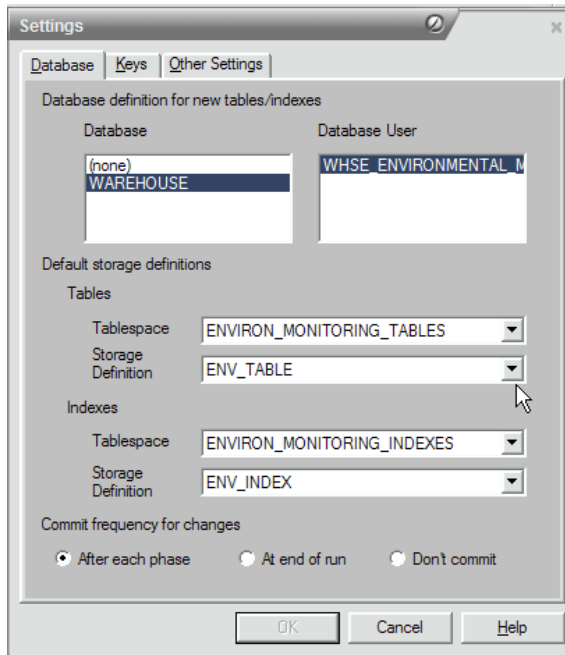 Settings
Database Keys Other Settings
Database definition for new tables/indexes
Database Database User
(none) WHSE_ENVIRONMENTAL_M
WAREHOUSE
Default storage definitions
Tables
Tablespace ENVIRON_MONITORING_TABLES
Storage
Definition ENV_TABLE
Indexes
Tablespace ENVIRON_MONITORING_INDEXES
Storage
Definition ENV_INDEX
Commit frequency for changes
After each phase At end of run Don't commit
OK Cancel Help